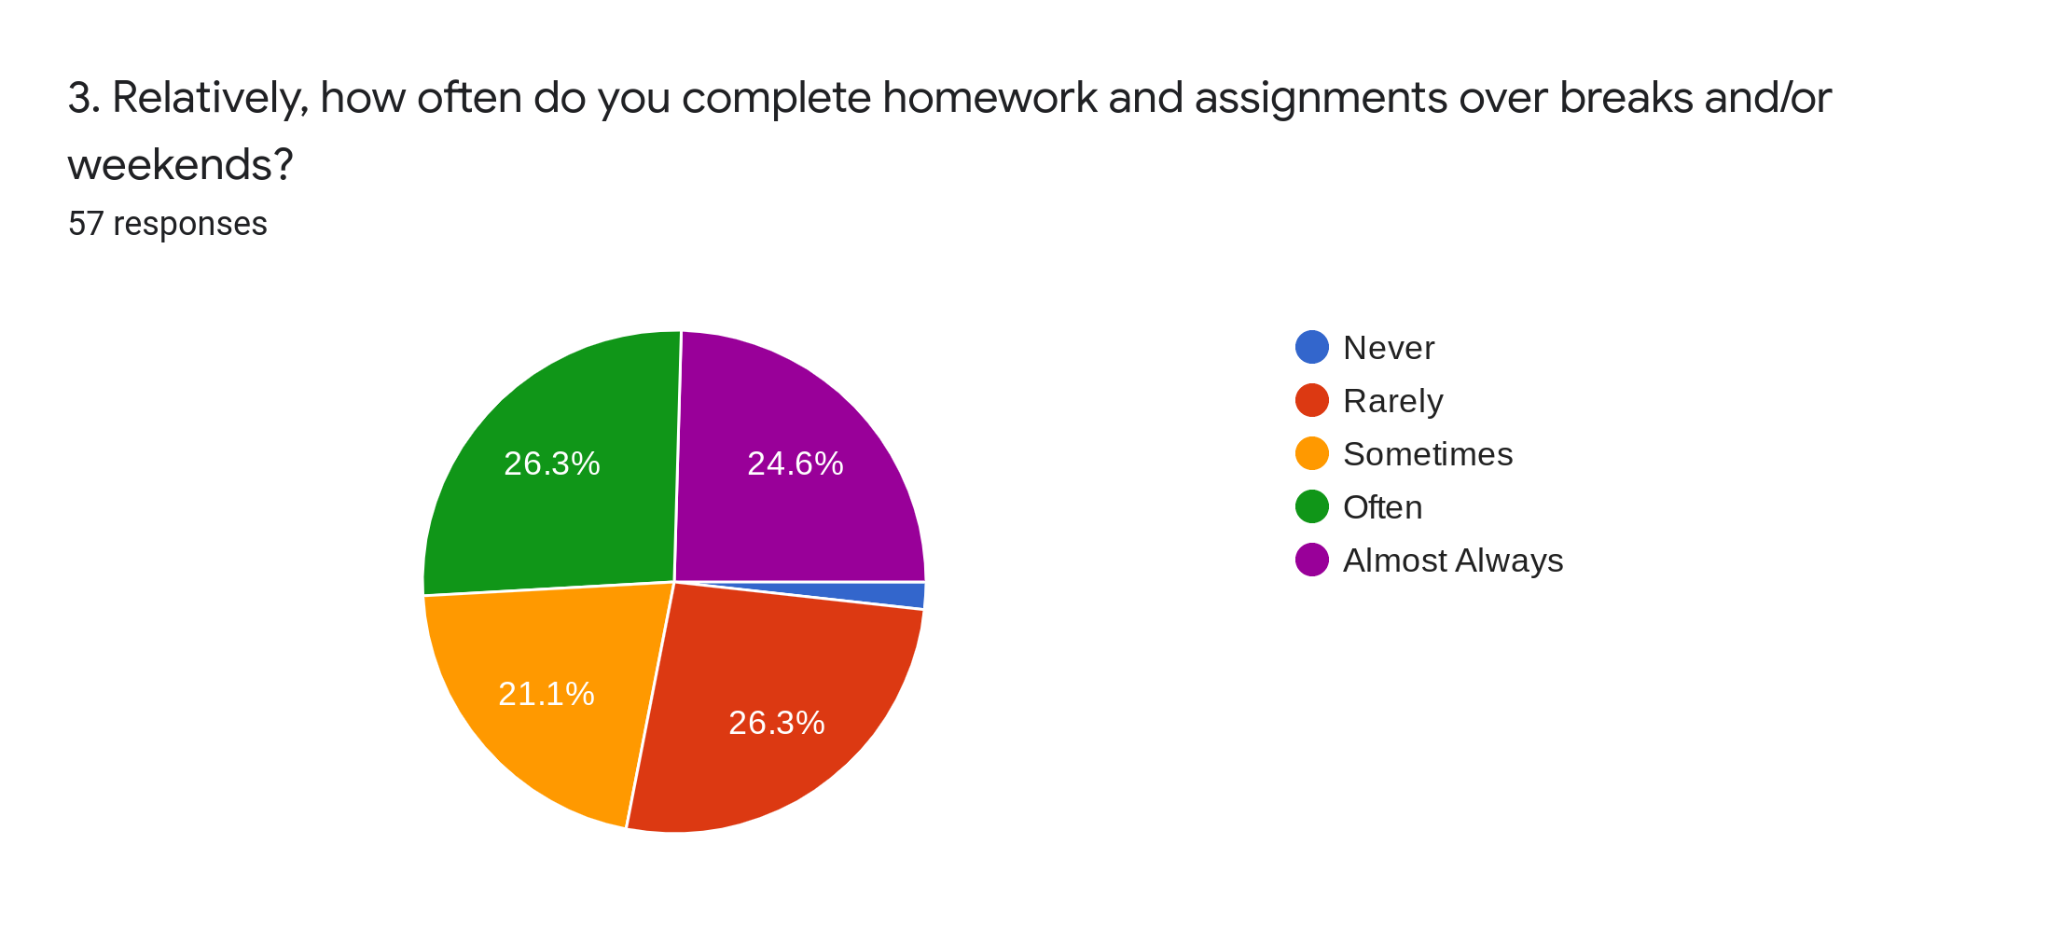 3. Relatively, how often do you complete homework and assignments over breaks and/or
weekends?
57 responses
Never
Rarely
Sometimes
Often
Almost Always
26.3%
24.6%
21.1%
26.3%